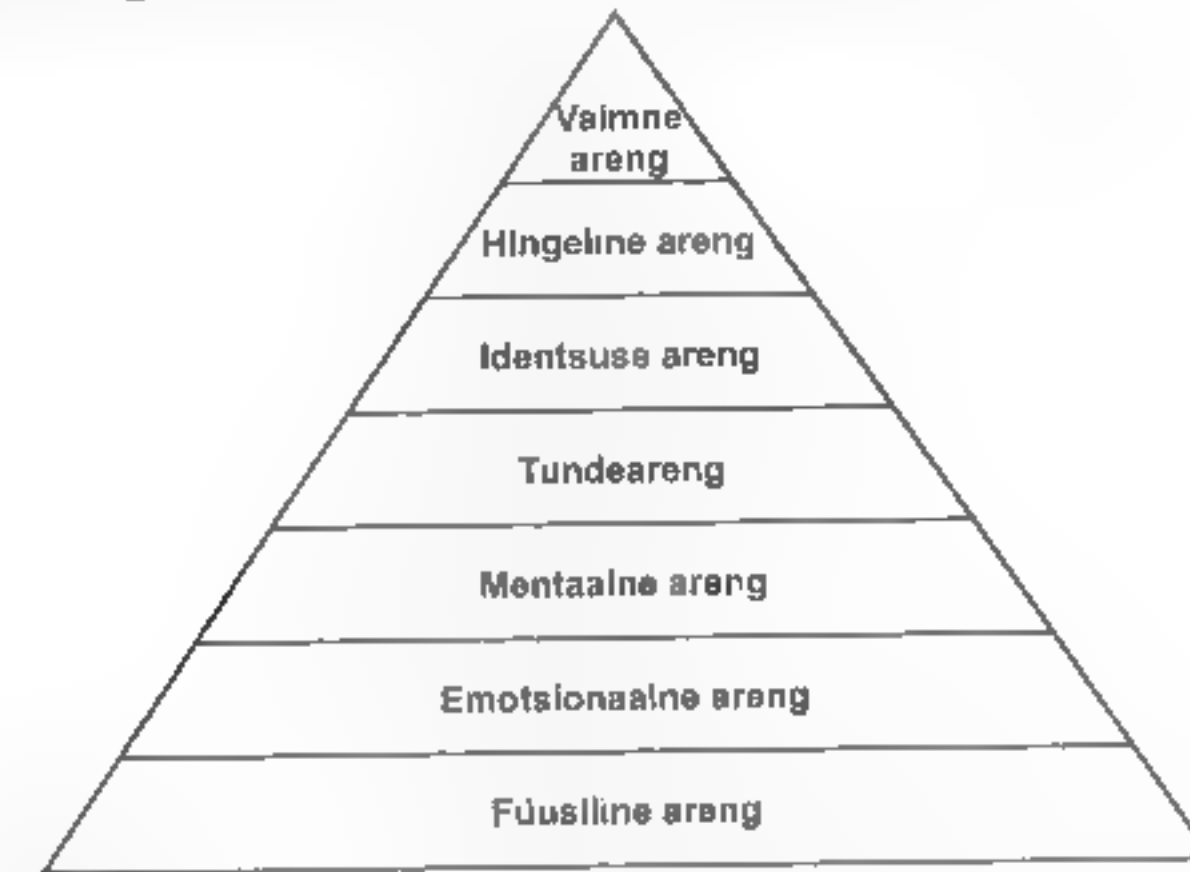 Vaimne
areng
Hingeline areng
Identsuse areng
Tundeareng
Mentaalne areng
Emotsionaalne areng
Füüsiline areng